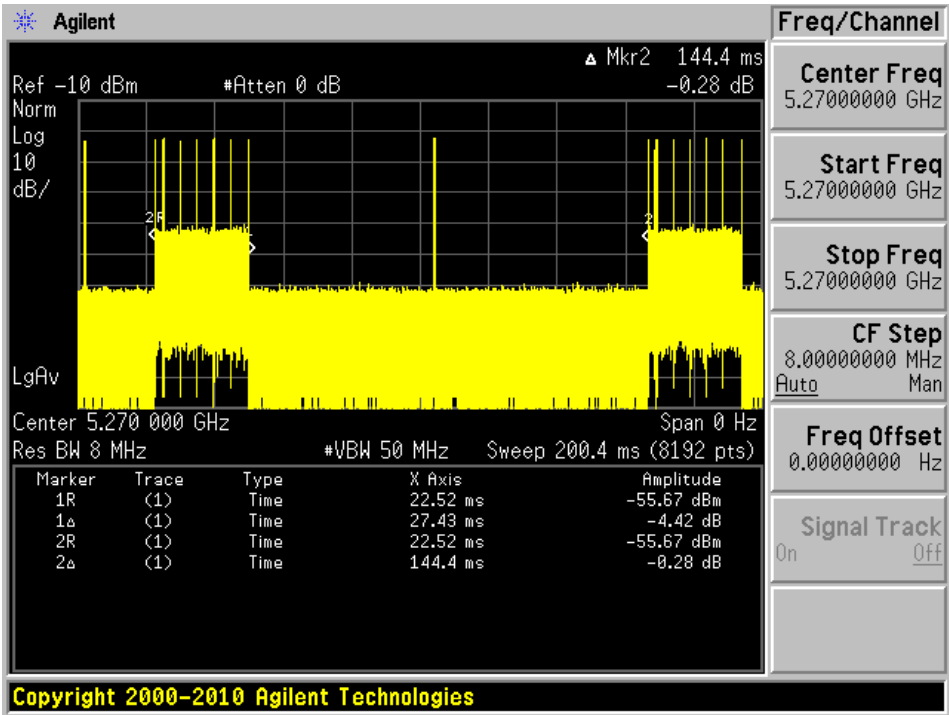 Agilent
Freq/Channel
Δ Mkr2 144.4 ms
Ref -10 dBm #Atten 0 dB -0.28 dB
Norm
Log
10
dB/
2R
2
LgAv
Center 5.270 000 GHz Span 0 Hz
Res BW 8 MHz #VBW 50 MHz Sweep 200.4 ms (8192 pts)
Marker Trace Type X Axis Amplitude
1R (1) Time 22.52 ms -55.67 dBm
1Δ (1) Time 27.43 ms -4.42 dB
2R (1) Time 22.52 ms -55.67 dBm
2Δ (1) Time 144.4 ms -0.28 dB
Center Freq
5.27000000 GHz
Start Freq
5.27000000 GHz
Stop Freq
5.27000000 GHz
CF Step
8.00000000 MHz
Auto Man
Freq Offset
0.00000000 Hz
Signal Track
On Off
Copyright 2000-2010 Agilent Technologies